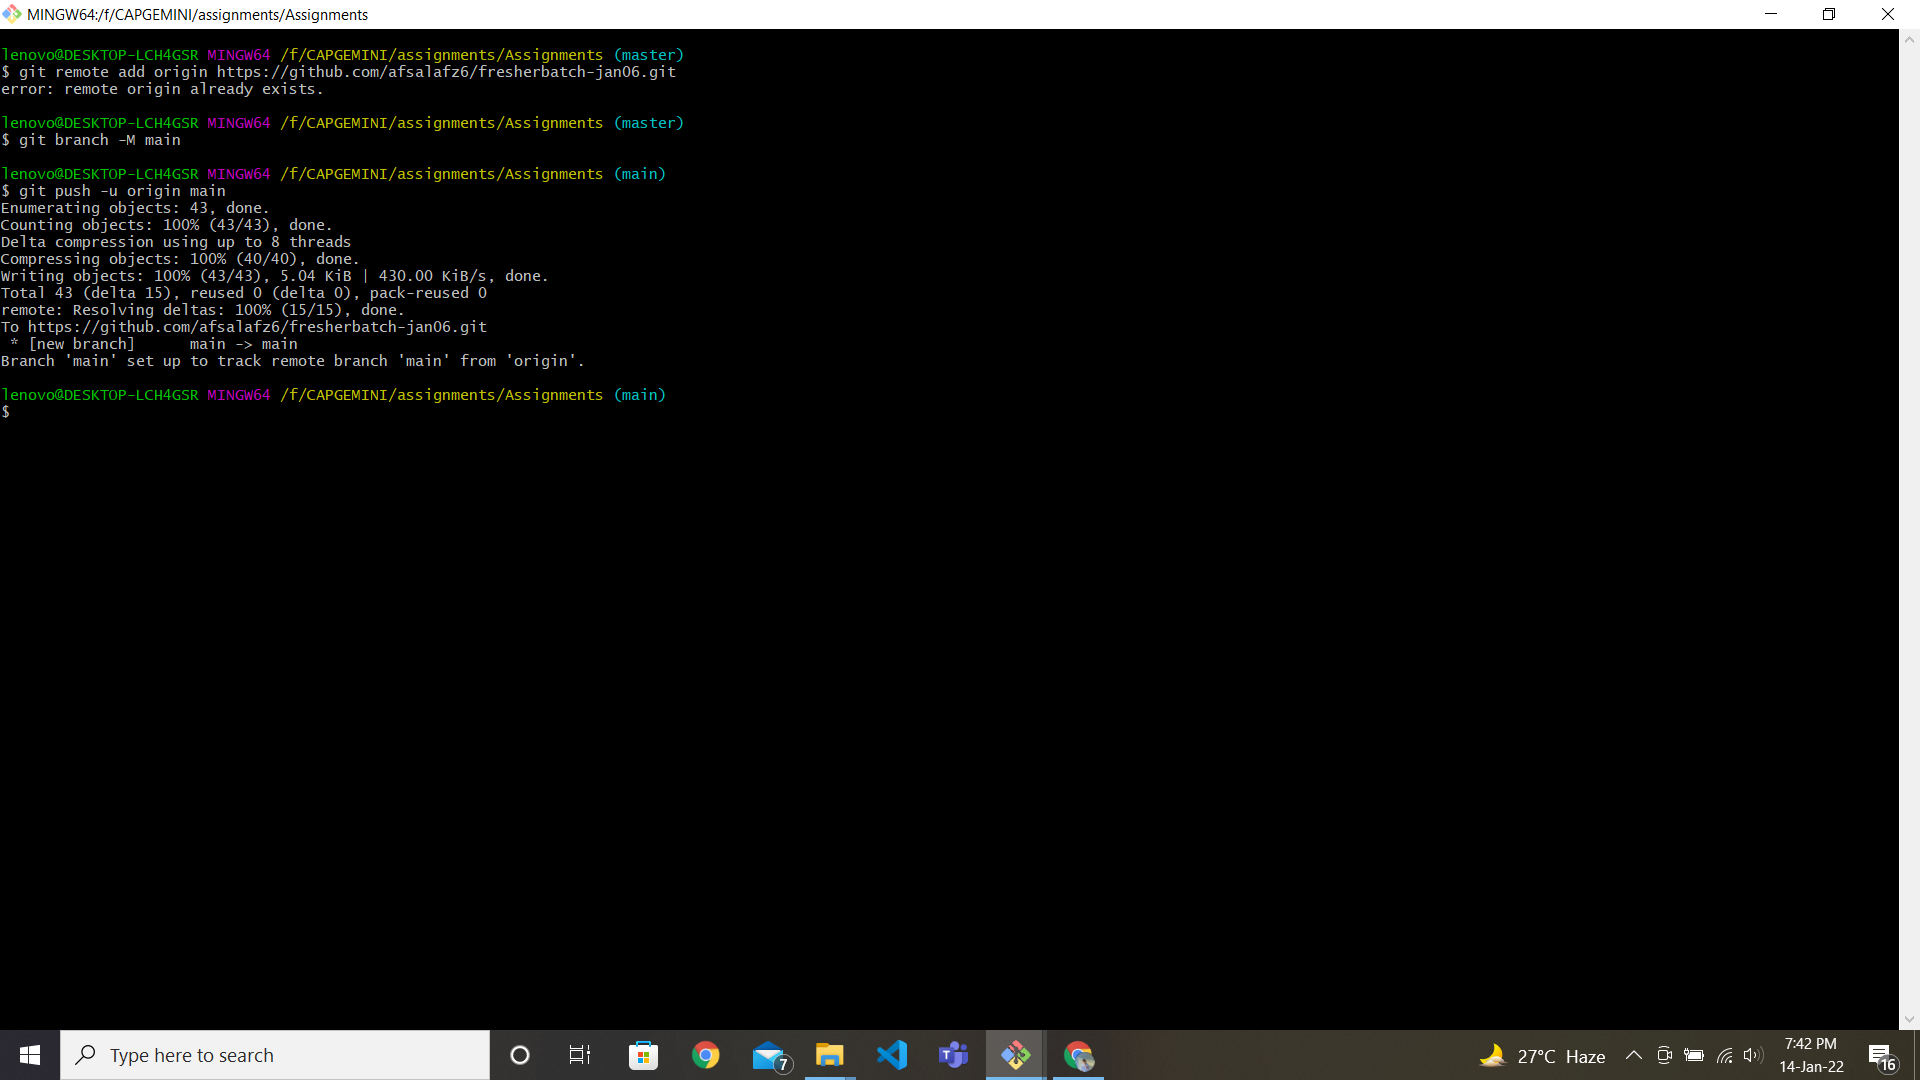 MINGW64:/f/CAPGEMINI/assignments/Assignments
lenovo@DESKTOP-LCH4GSR MINGW64 /f/CAPGEMINI/assignments/Assignments (master)
$ git remote add origin https://github.com/afsalafz6/fresherbatch-jan06.git
error: remote origin already exists.
lenovo@DESKTOP-LCH4GSR MINGW64 /f/CAPGEMINI/assignments/Assignments (master)
$ git branch -M main
lenovo@DESKTOP-LCH4GSR MINGW64 /f/CAPGEMINI/assignments/Assignments (main)
$ git push -u origin main
Enumerating objects: 43, done.
Counting objects: 100% (43/43), done.
Delta compression using up to 8 threads
Compressing objects: 100% (40/40), done.
Writing objects: 100% (43/43), 5.04 KiB | 430.00 KiB/s, done.
Total 43 (delta 15), reused 0 (delta 0), pack-reused 0
remote: Resolving deltas: 100% (15/15), done.
To https://github.com/afsalafz6/fresherbatch-jan06.git
 * [new branch]      main -> main
Branch 'main' set up to track remote branch 'main' from 'origin'.
lenovo@DESKTOP-LCH4GSR MINGW64 /f/CAPGEMINI/assignments/Assignments (main)
$
Type here to search
7
27°C Haze
7:42 PM
14-Jan-22
16